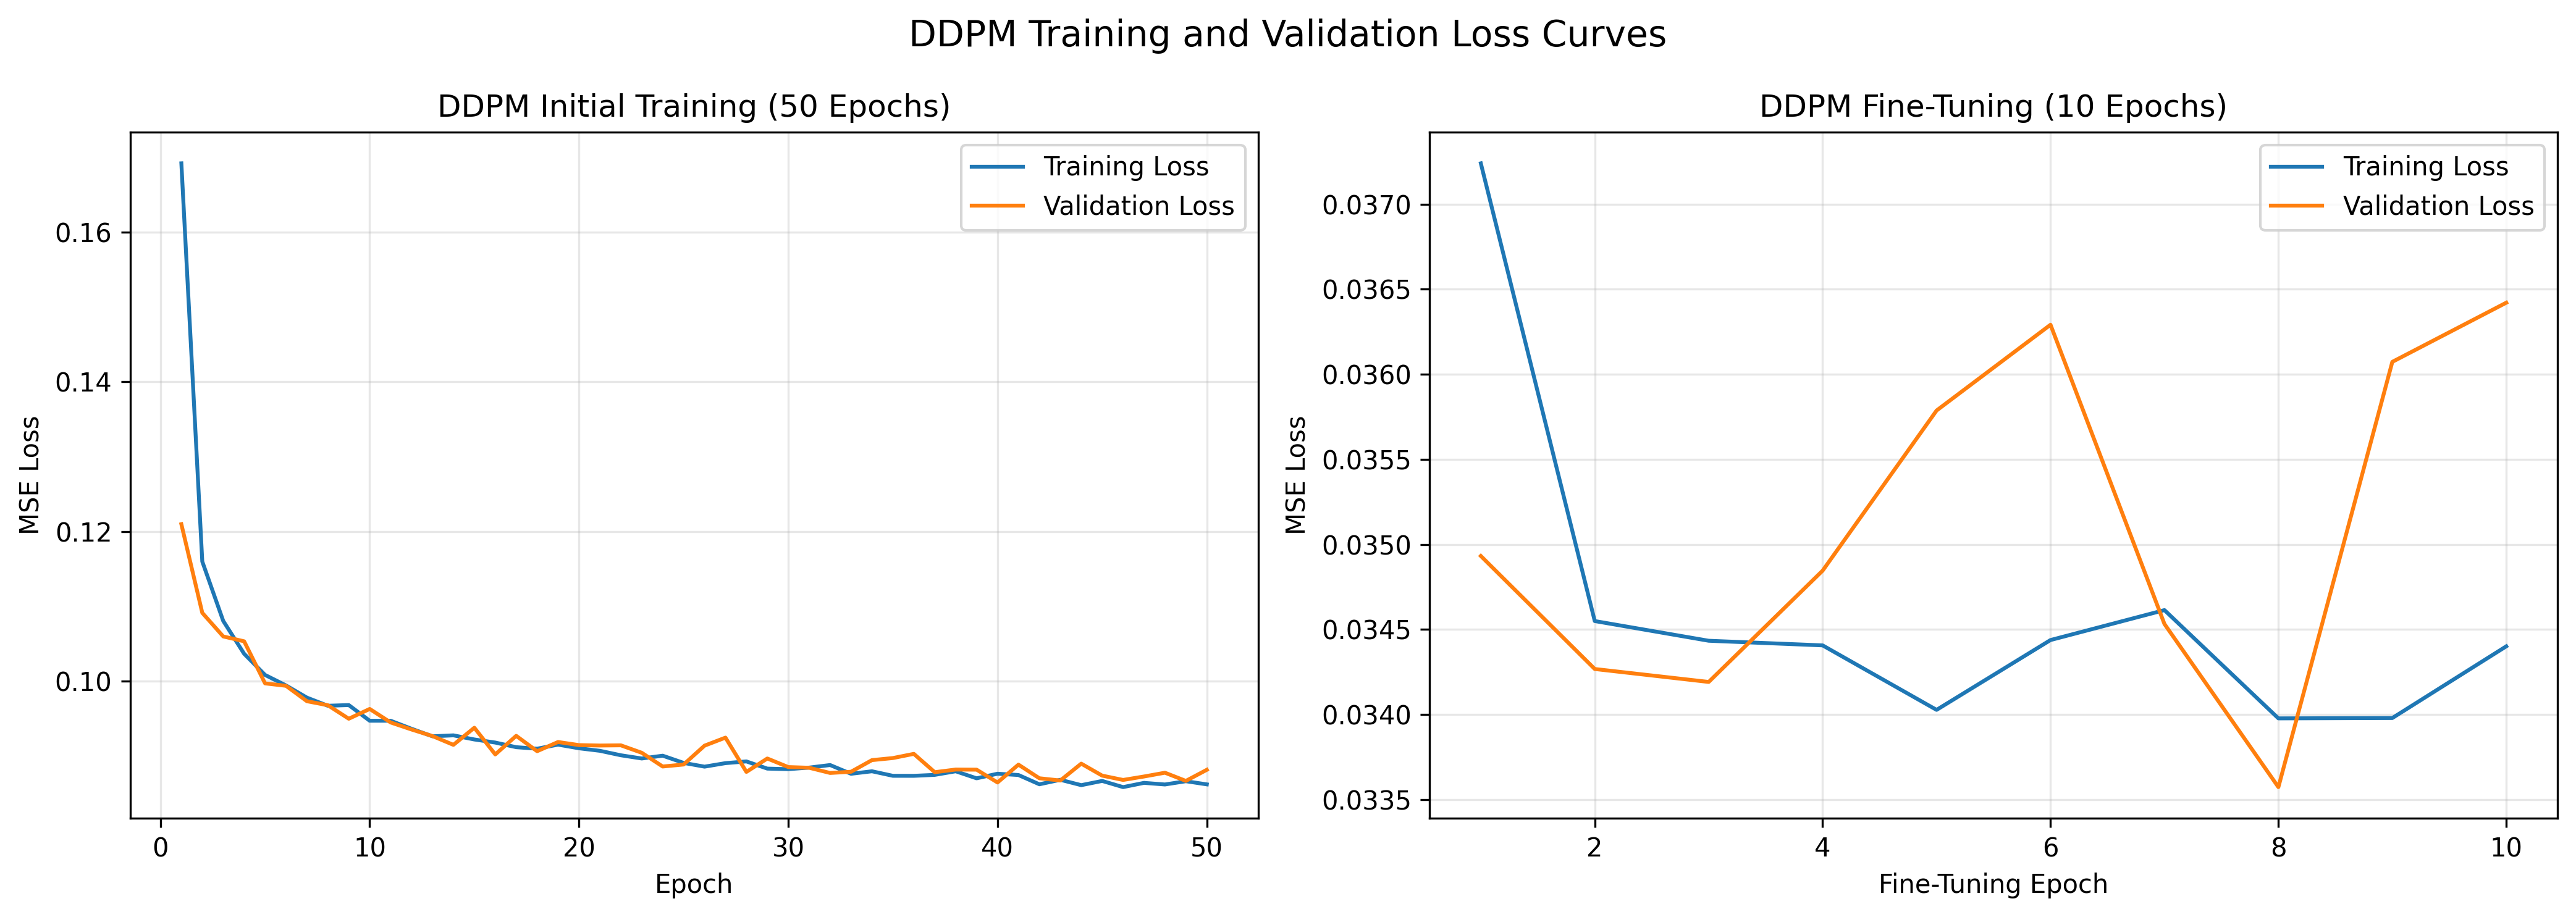 DDPM Training and Validation Loss Curves
DDPM Initial Training (50 Epochs)
Training Loss
Validation Loss
0.16
0.14
0.12
0.10
MSE Loss
0 10 20 30 40 50
Epoch
DDPM Fine-Tuning (10 Epochs)
Training Loss
Validation Loss
0.0370
0.0365
0.0360
0.0355
0.0350
0.0345
0.0340
0.0335
MSE Loss
2 4 6 8 10
Fine-Tuning Epoch